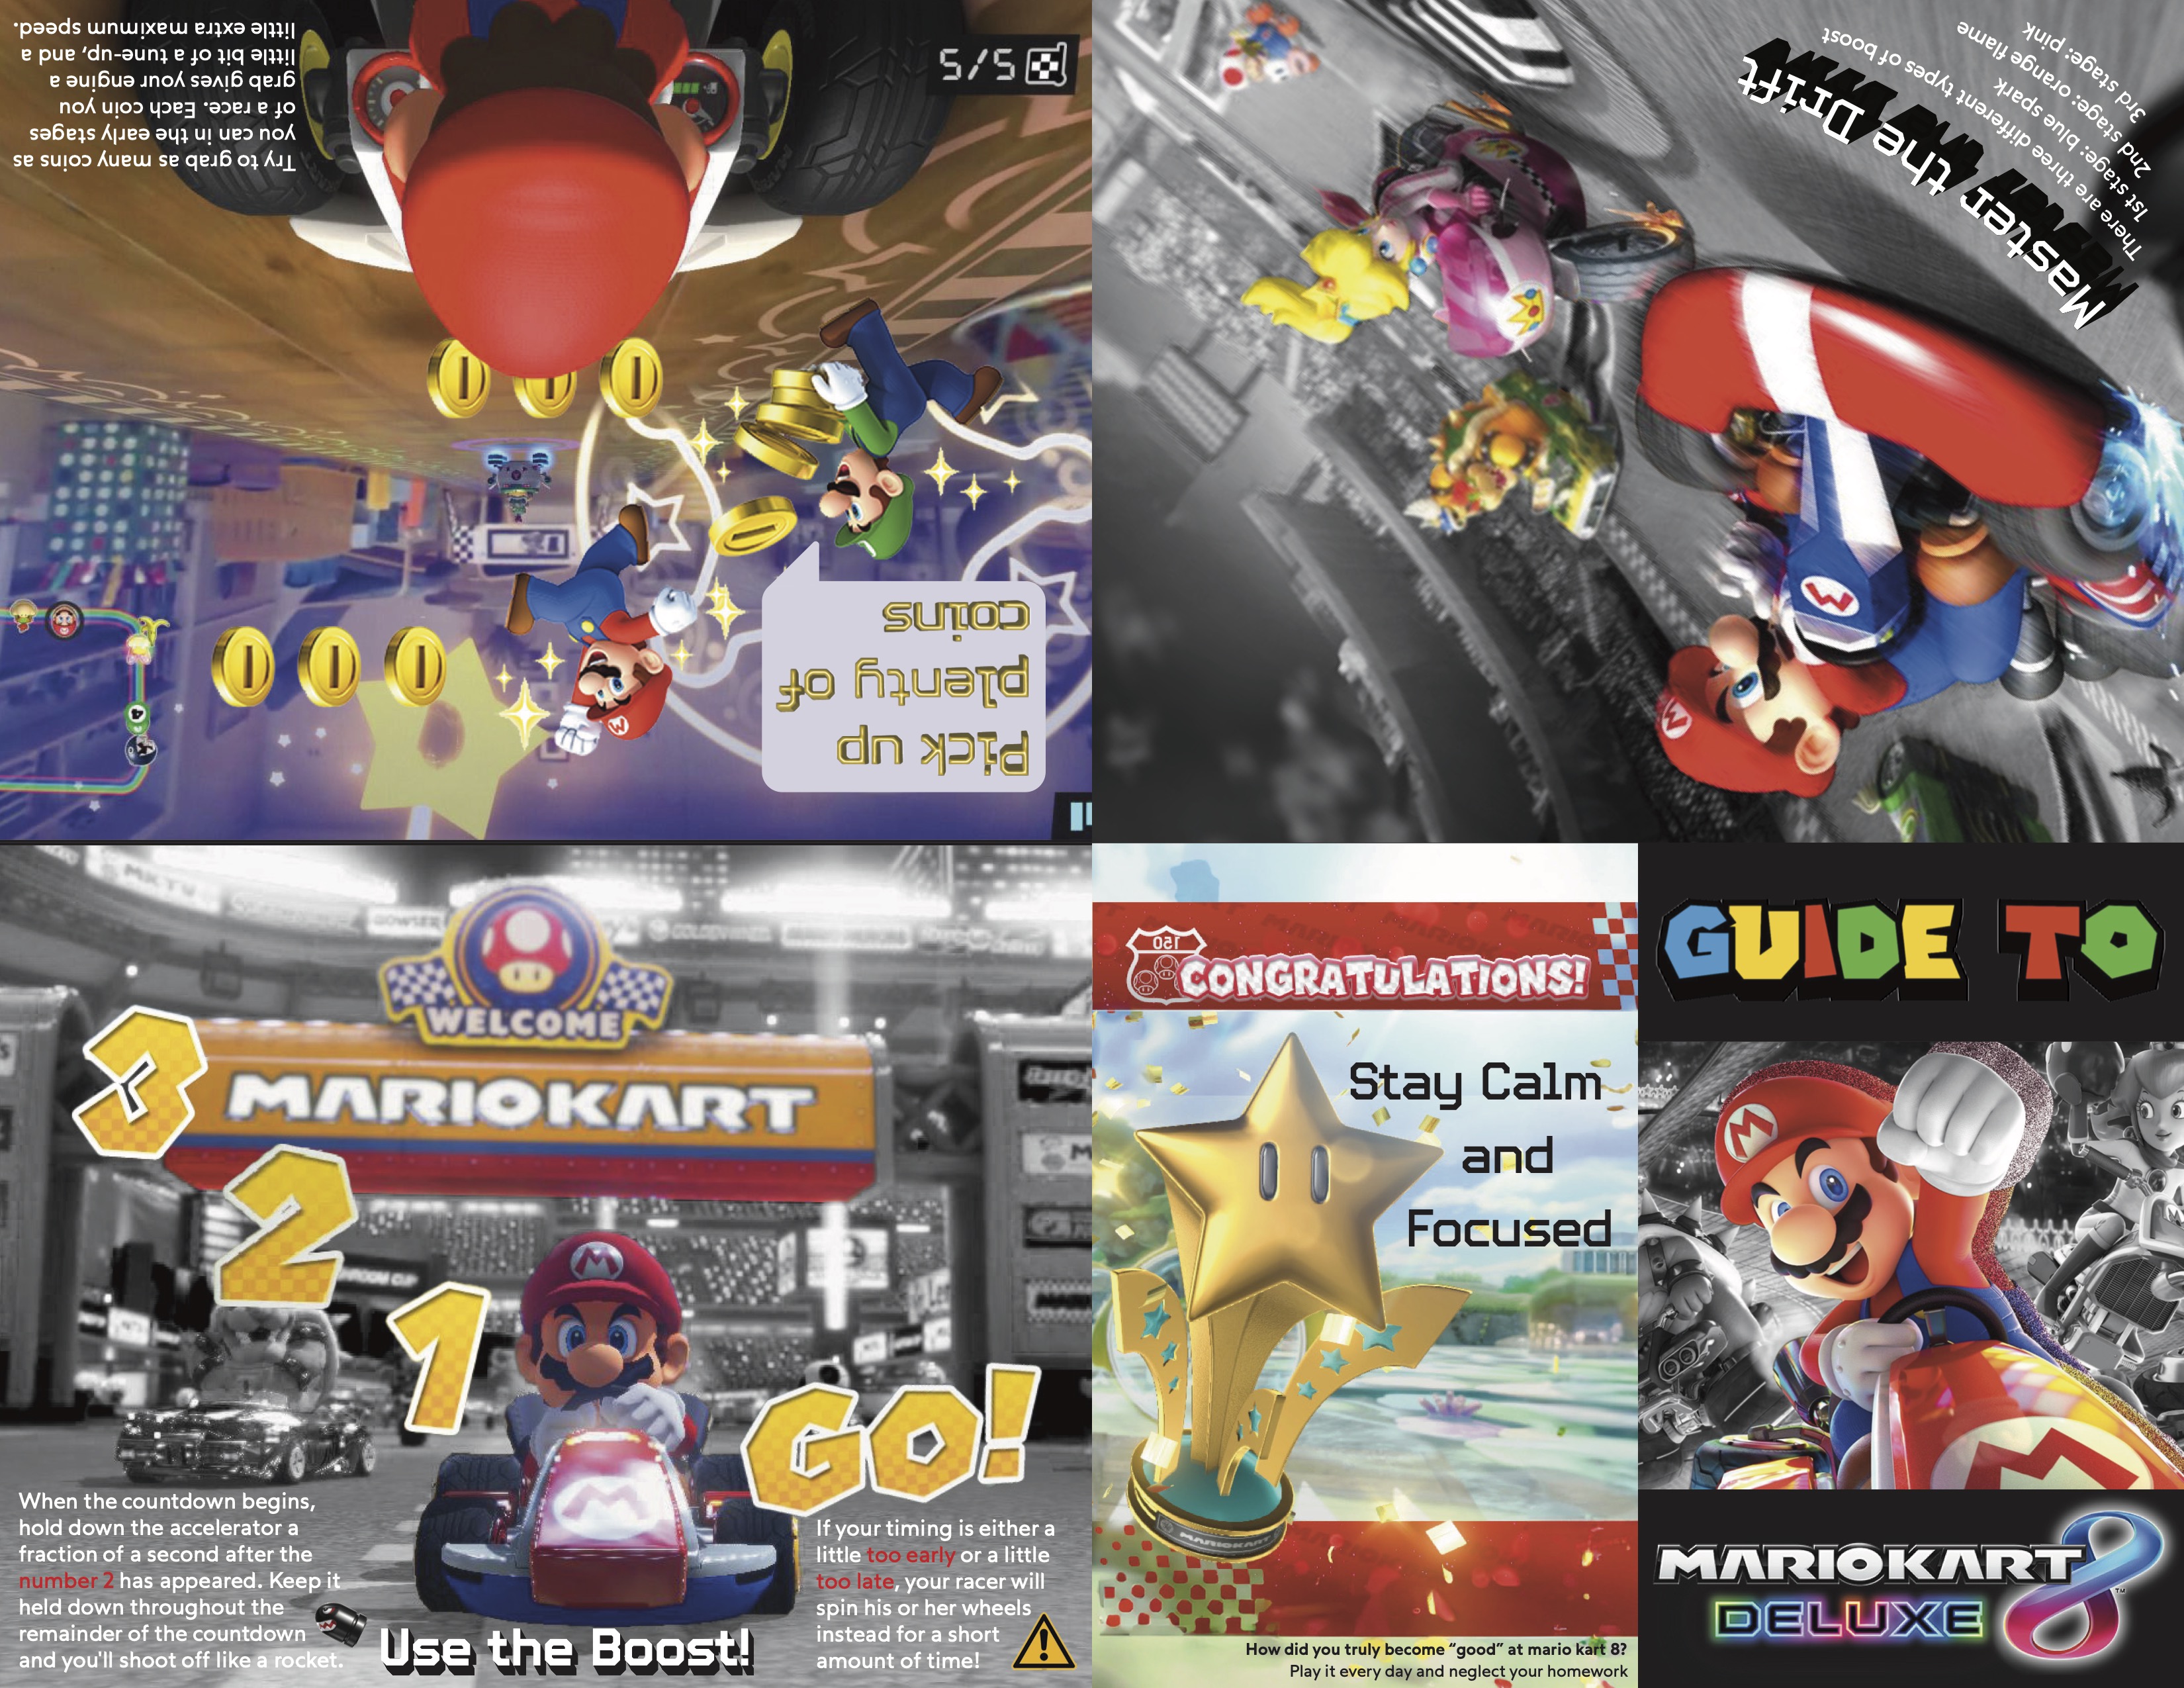 GUIDE TO
MARIOKART 8
DELUXE
TM
WELCOME
MARIOKART
MKTV
BOWSER
3
2
1
GO!
When the countdown begins,
hold down the accelerator a
fraction of a second after the
number 2 has appeared. Keep it
held down throughout the
remainder of the countdown
and you'll shoot off like a rocket.
Use the Boost!
If your timing is either a
little too early or a little
too late, your racer will
spin his or her wheels
instead for a short
amount of time!
Master the Drift
There are three different types of boost
1st stage: blue spark
2nd stage: orange flame
3rd stage: pink
Pick up
plenty of
coins
5/5
Try to grab as many coins as
you can in the early stages
of a race. Each coin you
grab gives your engine a
little bit of a tune-up, and a
little extra maximum speed.
150
CONGRATULATIONS!
Stay Calm
and
Focused
MARIOKART
How did you truly become “good” at mario kart 8?
Play it every day and neglect your homework